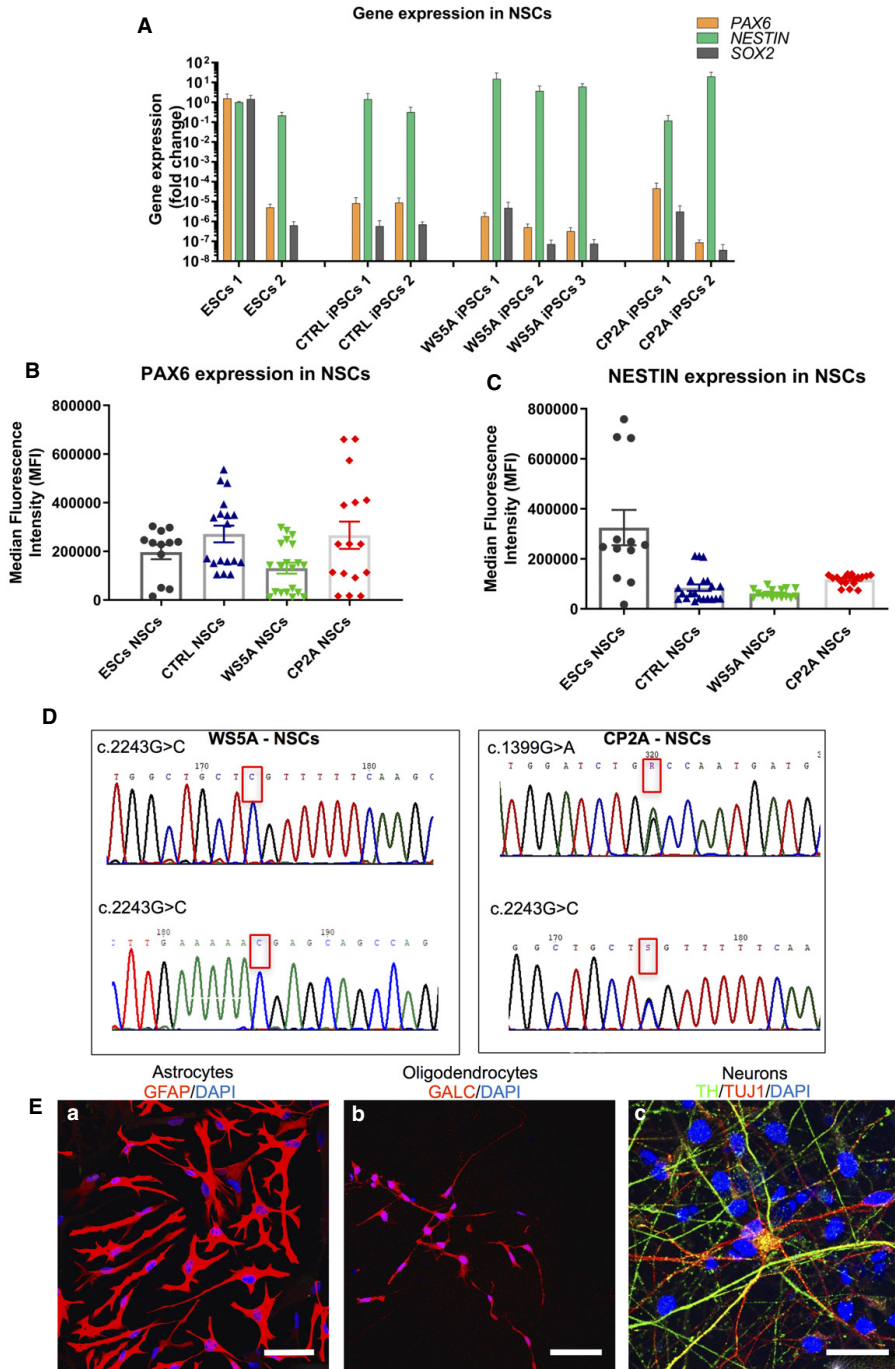 A
Gene expression in NSCs
PAX6
NESTIN
SOX2
Gene expression
(fold change)
10^2
10^1
10^0
10^-1
10^-2
10^-3
10^-4
10^-5
10^-6
10^-7
10^-8
ESCs 1
ESCs 2
CTRL iPSCs 1
CTRL iPSCs 2
WS5A iPSCs 1
WS5A iPSCs 2
WS5A iPSCs 3
CP2A iPSCs 1
CP2A iPSCs 2
B
PAX6 expression in NSCs
Median Fluorescence
Intensity (MFI)
800000
600000
400000
200000
0
ESCs NSCs
CTRL NSCs
WS5A NSCs
CP2A NSCs
C
NESTIN expression in NSCs
Median Fluorescence
Intensity (MFI)
800000
600000
400000
200000
0
ESCs NSCs
CTRL NSCs
WS5A NSCs
CP2A NSCs
D
WS5A - NSCs
c.2243G>C
170 180
T G G C T G C T C G T T T T T C A A G C
c.2243G>C
180 190
T T G A A A A A C G A G C A G C C A G
CP2A - NSCs
c.1399G>A
320
T G G A T C T G R C C A A T G A T G
c.2243G>C
170 180
G G C T G C T S G T T T T T C A A
E
Astrocytes
GFAP/DAPI
a
Oligodendrocytes
GALC/DAPI
b
Neurons
TH/TUJ1/DAPI
c